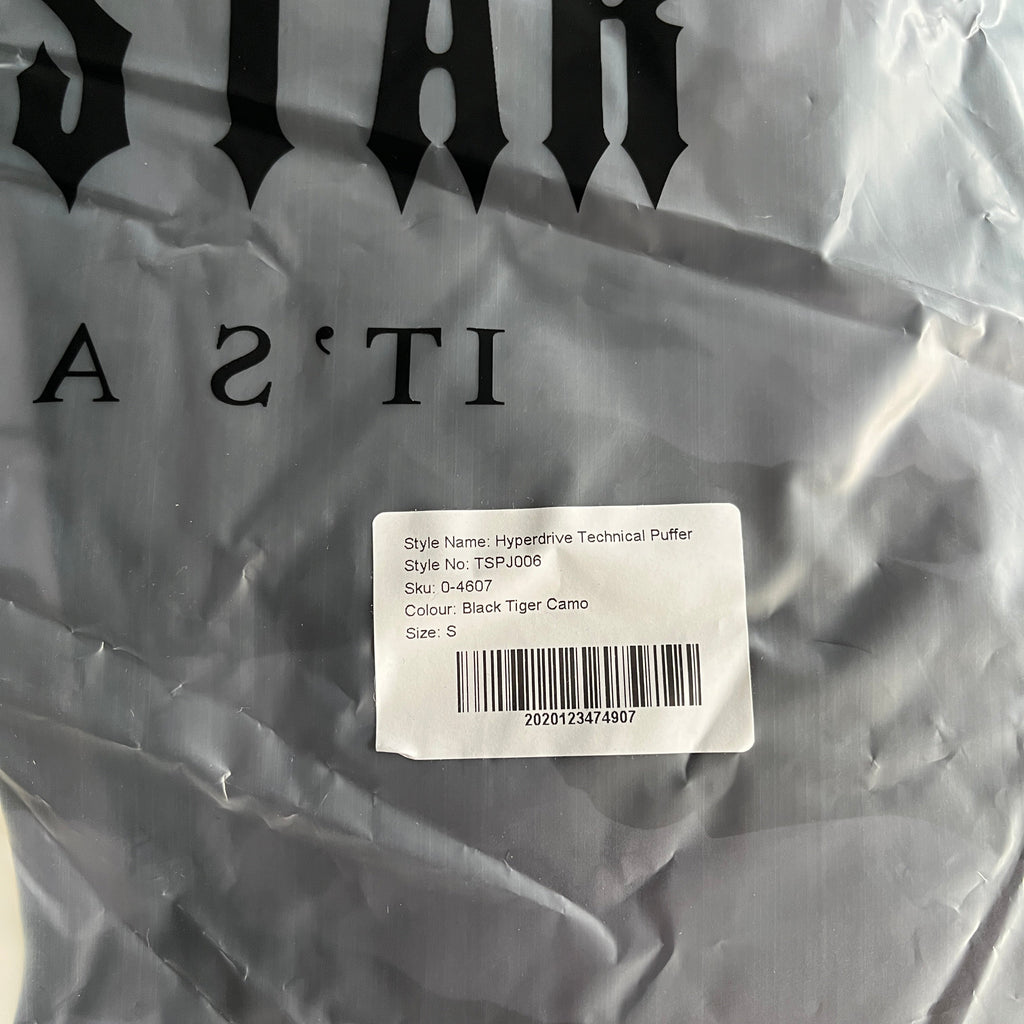 STAR
IT'S A
Style Name: Hyperdrive Technical Puffer
Style No: TSPJ006
Sku: 0-4607
Colour: Black Tiger Camo
Size: S
2020123474907